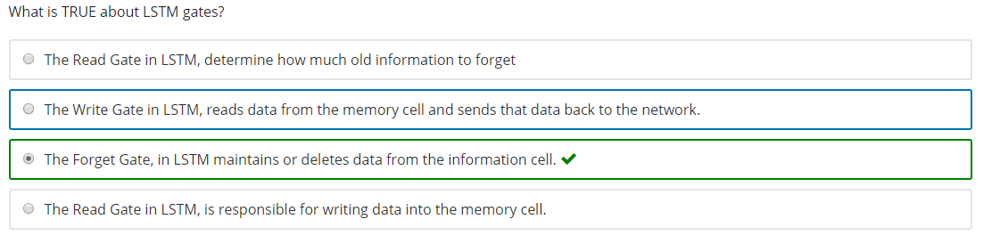 What is TRUE about LSTM gates?
The Read Gate in LSTM, determine how much old information to forget
The Write Gate in LSTM, reads data from the memory cell and sends that data back to the network.
The Forget Gate, in LSTM maintains or deletes data from the information cell.
The Read Gate in LSTM, is responsible for writing data into the memory cell.